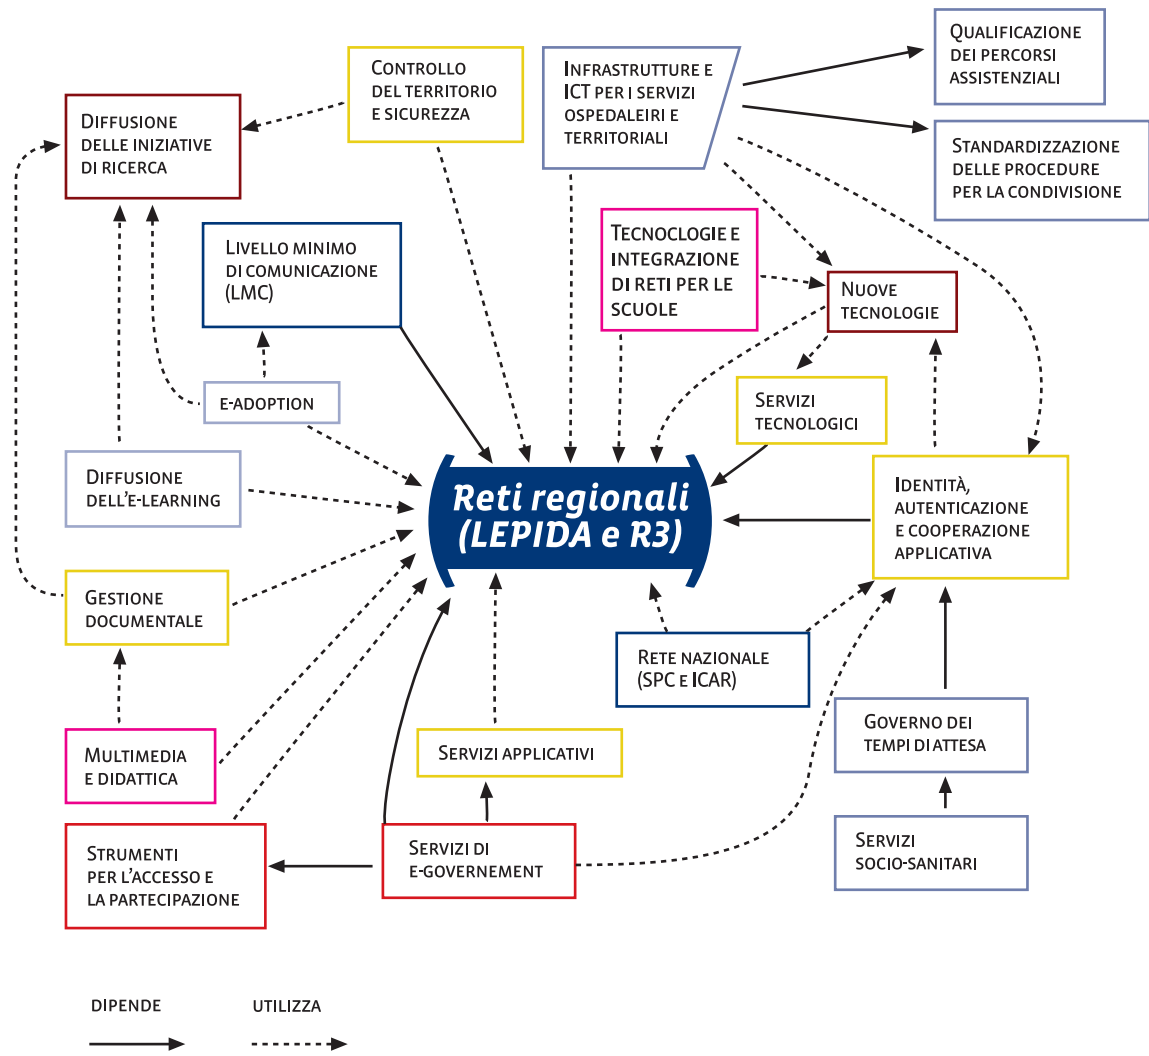 Qualificazione
dei percorsi
assistenziali
Controllo
del territorio
e sicurezza
Infrastrutture e
ICT per i servizi
ospedaleiri e
territoriali
Diffusione
delle iniziative
di ricerca
Standardizzazione
delle procedure
per la condivisione
Livello minimo
di comunicazione
(LMC)
Tecnoclogie e
integrazione
di reti per le
scuole
Nuove
tecnologie
e-adoption
Servizi
tecnologici
Diffusione
dell'e-learning
Reti regionali
(LEPIDA e R3)
Identità,
autenticazione
e cooperazione
applicativa
Gestione
documentale
Rete nazionale
(SPC e ICAR)
Governo dei
tempi di attesa
Multimedia
e didattica
Servizi applicativi
Strumenti
per l'accesso e
la partecipazione
Servizi di
e-governement
Servizi
socio-sanitari
dipende
utilizza